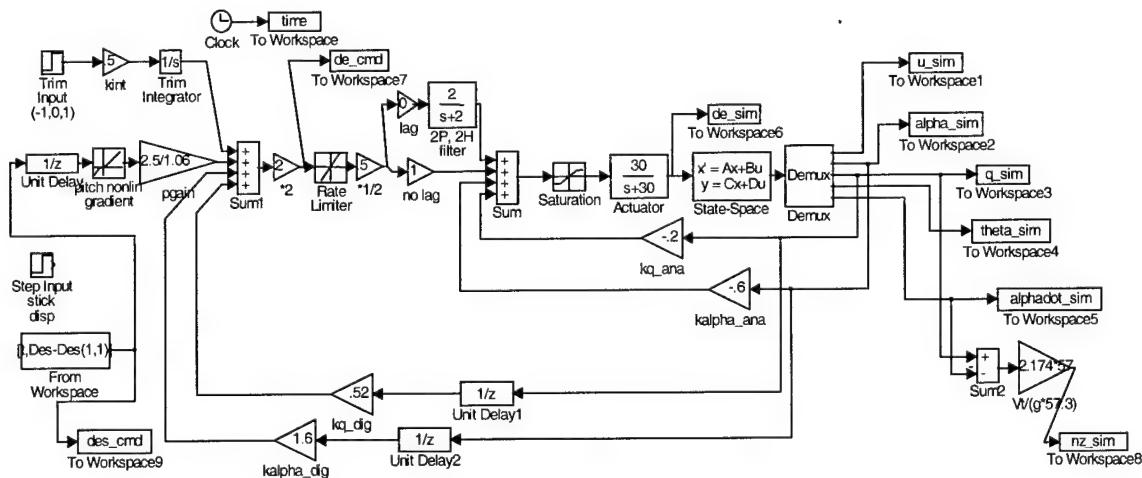 time
Clock
To Workspace
de_cmd
To Workspace7
Trim
Input
(-1,0,1)
5
kint
1/s
Trim
Integrator
0
lag
2
s+2
2P, 2H
filter
de_sim
To Workspace6
u_sim
To Workspace1
alpha_sim
To Workspace2
1/z
Unit Delay
pitch nonlin
gradient
2.5/1.06
pgain
+
+
+
+
Sum1
2
*2
Rate
Limiter
.5
*1/2
1
no lag
+
+
+
+
Sum
Saturation
30
s+30
Actuator
x' = Ax+Bu
y = Cx+Du
State-Space
Demux
Demux
q_sim
To Workspace3
theta_sim
To Workspace4
-.2
kq_ana
-.6
kalpha_ana
alphadot_sim
To Workspace5
Step Input
stick
disp
[t,Des-Des(1,1)]
From
Workspace
+
-
Sum2
2.174*57
Vt/(g*57.3)
.52
kq_dig
1/z
Unit Delay1
1.6
kalpha_dig
1/z
Unit Delay2
des_cmd
To Workspace9
nz_sim
To Workspace8